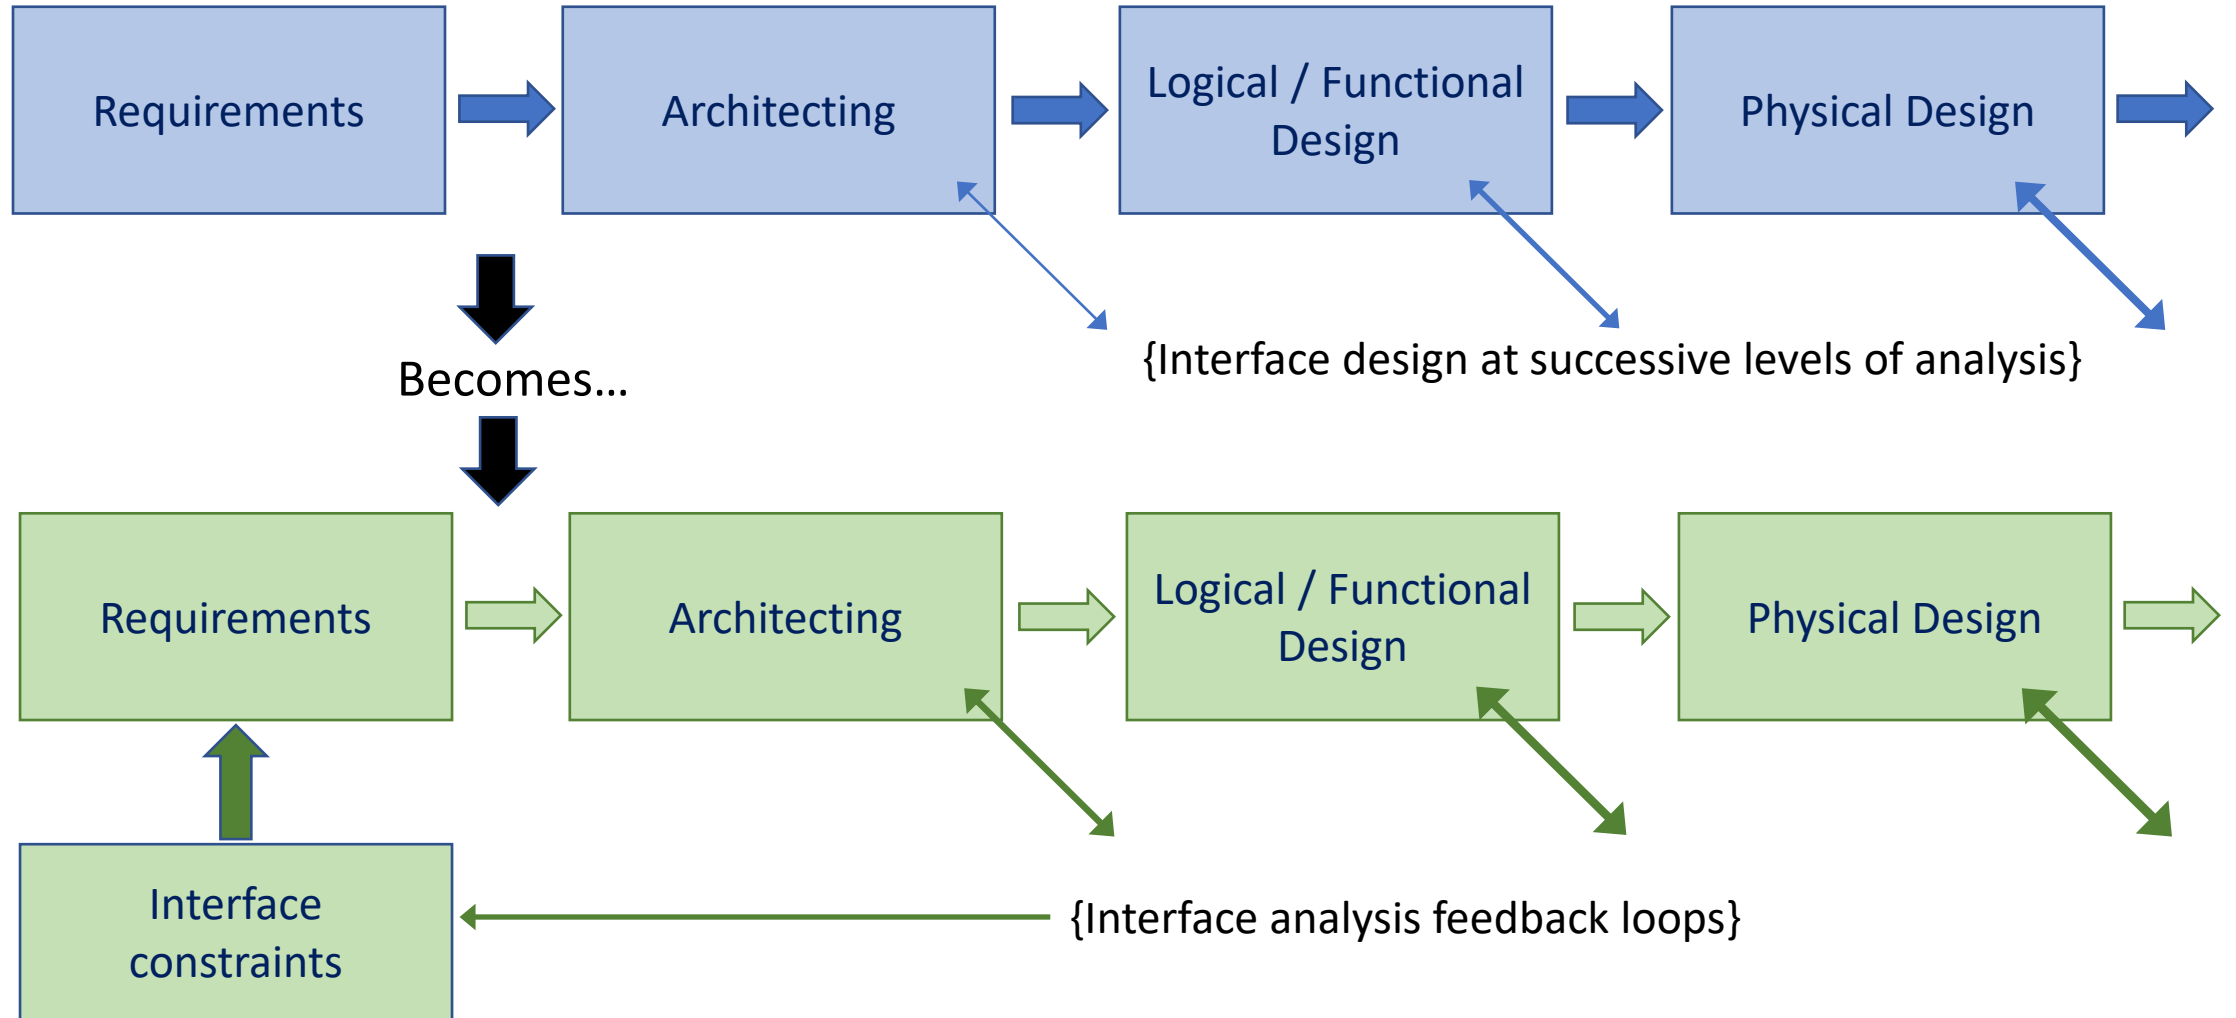 Requirements
Architecting
Logical / Functional
Design
Physical Design
{Interface design at successive levels of analysis}
Becomes...
Requirements
Architecting
Logical / Functional
Design
Physical Design
Interface
constraints
{Interface analysis feedback loops}